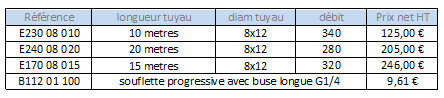 Référence longueur tuyau diam tuyau débit Prix net HT
E230 08 010 10 metres 8x12 340 125,00 €
E240 08 020 20 metres 8x12 280 205,00 €
E170 08 015 15 metres 8x12 320 246,00 €
B112 01 100 souflette progressive avec buse longue G1/4 9,61 €